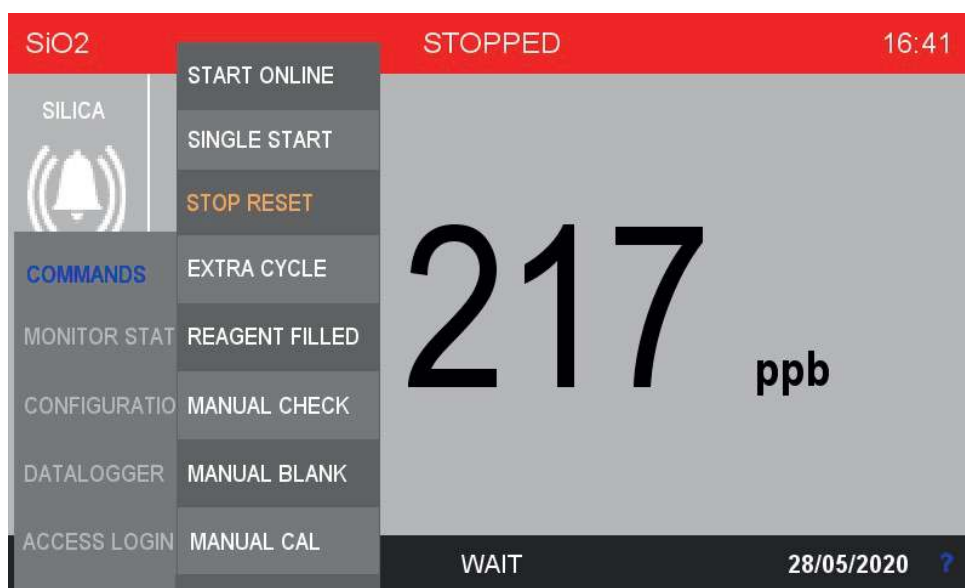 SiO2 STOPPED 16:41
SILICA
START ONLINE
SINGLE START
STOP RESET
EXTRA CYCLE
REAGENT FILLED
MANUAL CHECK
MANUAL BLANK
MANUAL CAL
COMMANDS
MONITOR STAT
CONFIGURATIO
DATALOGGER
ACCESS LOGIN
217 ppb
WAIT 28/05/2020 ?